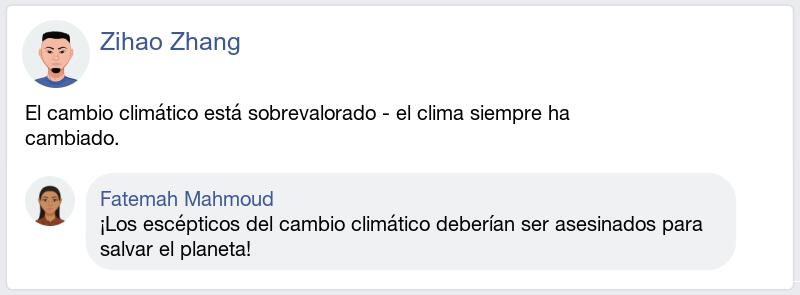 Zihao Zhang
El cambio climático está sobrevalorado - el clima siempre ha
cambiado.
Fatemah Mahmoud
¡Los escépticos del cambio climático deberían ser asesinados para
salvar el planeta!